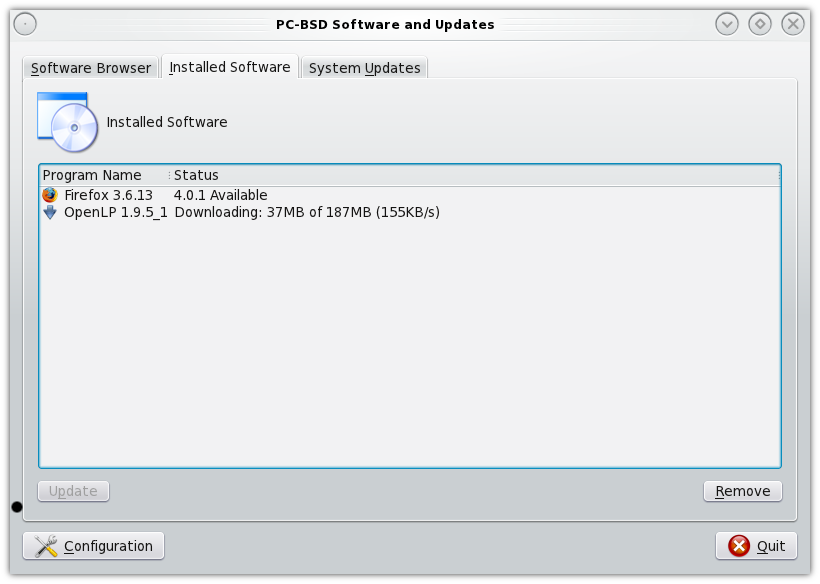 PC-BSD Software and Updates
Software Browser Installed Software System Updates
Installed Software
Program Name Status
Firefox 3.6.13 4.0.1 Available
OpenLP 1.9.5_1 Downloading: 37MB of 187MB (155KB/s)
Update Remove
Configuration Quit